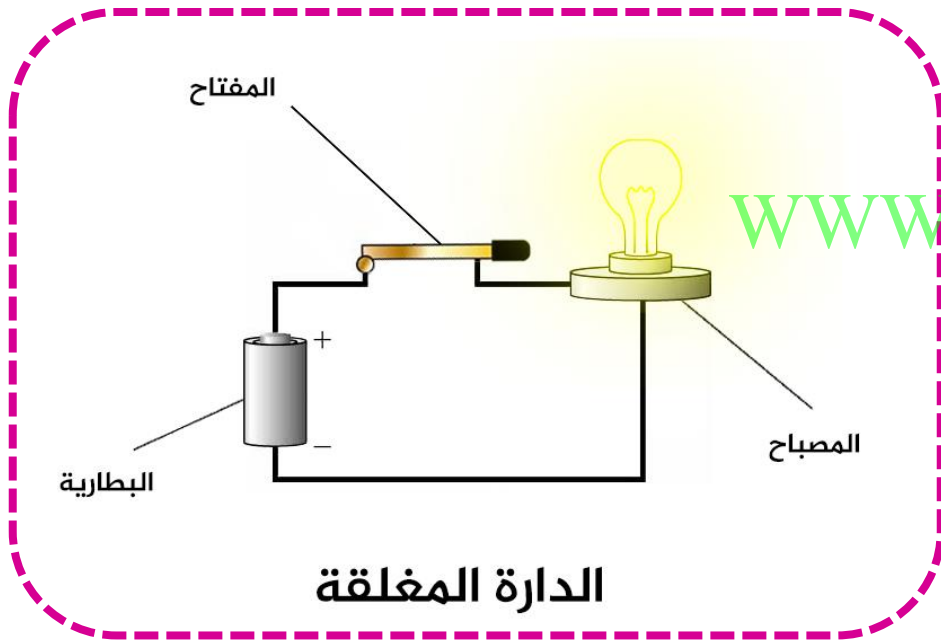 المفتاح
www
+
المصباح
–
البطارية
الدارة المغلقة